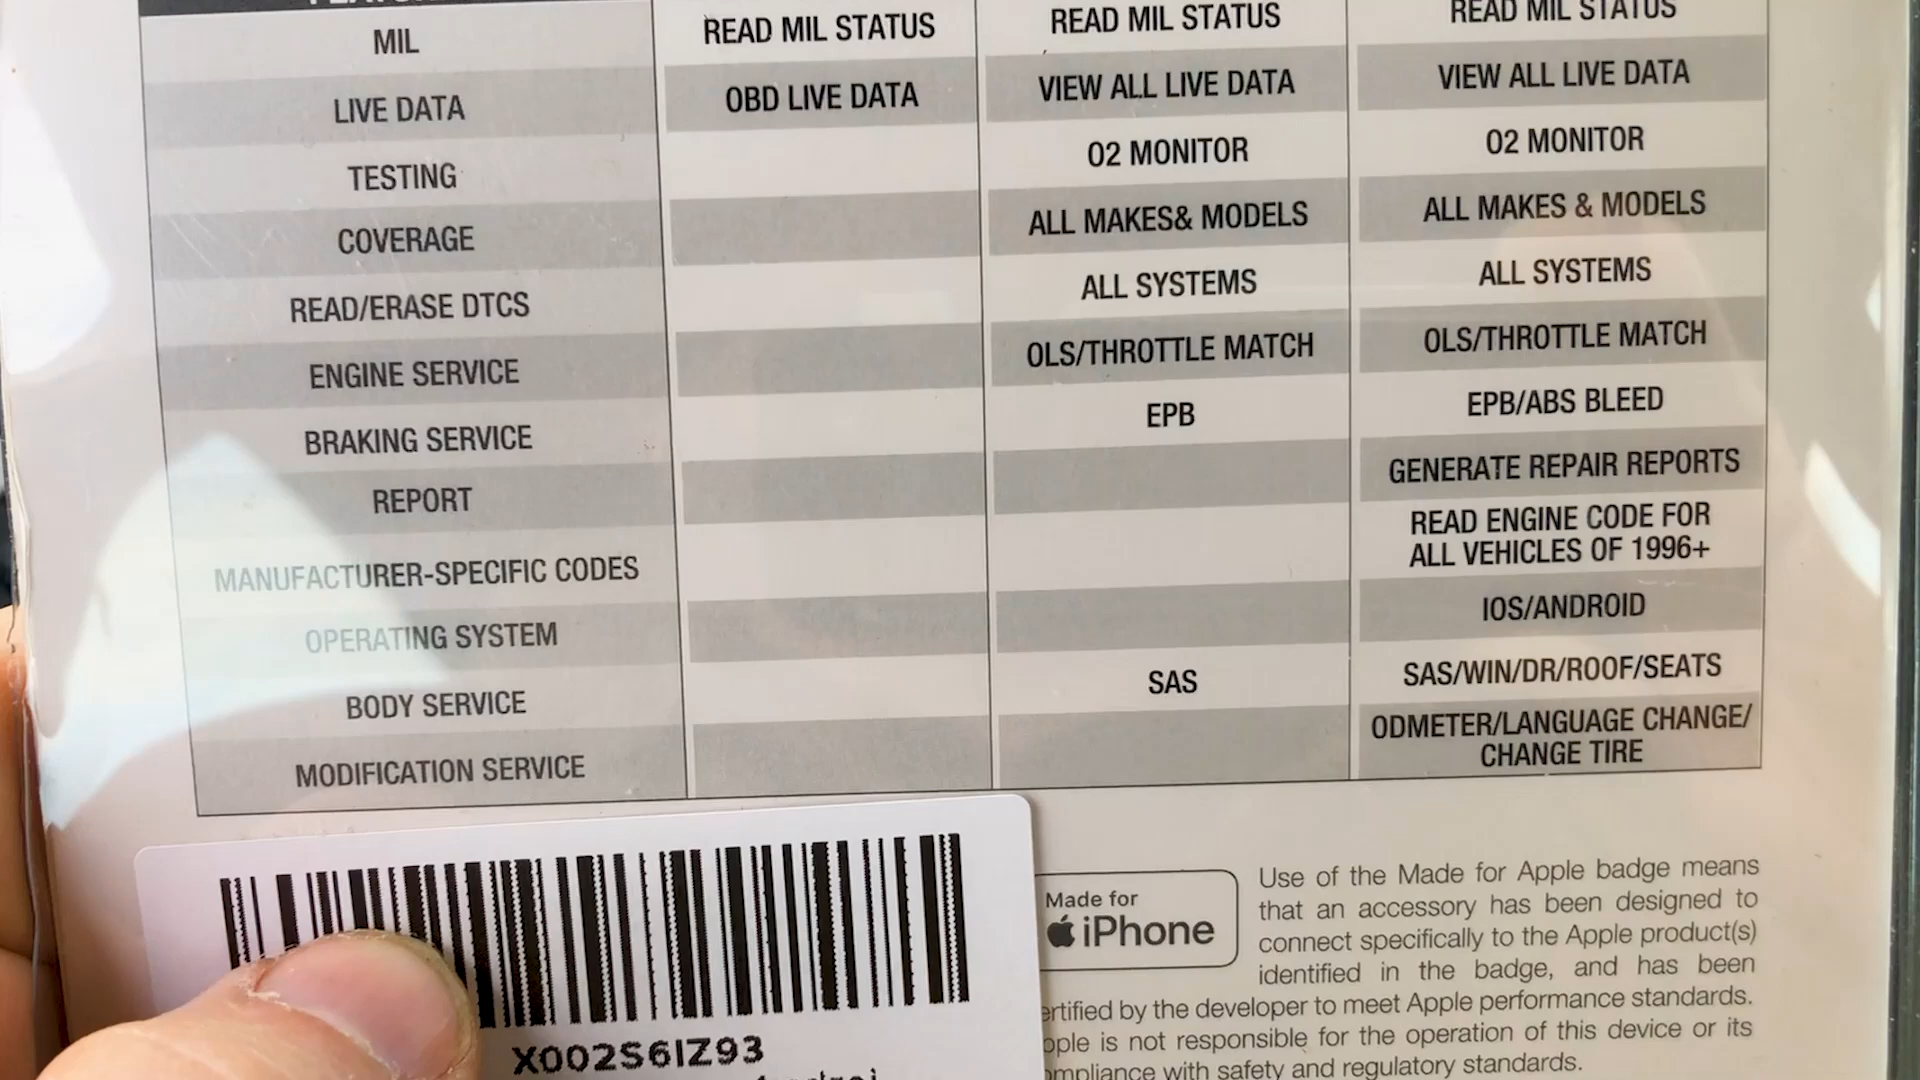 MIL READ MIL STATUS READ MIL STATUS READ MIL STATUS
LIVE DATA OBD LIVE DATA VIEW ALL LIVE DATA VIEW ALL LIVE DATA
TESTING O2 MONITOR O2 MONITOR
COVERAGE ALL MAKES& MODELS ALL MAKES & MODELS
READ/ERASE DTCS ALL SYSTEMS ALL SYSTEMS
ENGINE SERVICE OLS/THROTTLE MATCH OLS/THROTTLE MATCH
BRAKING SERVICE EPB EPB/ABS BLEED
REPORT GENERATE REPAIR REPORTS
MANUFACTURER-SPECIFIC CODES READ ENGINE CODE FOR
ALL VEHICLES OF 1996+
OPERATING SYSTEM IOS/ANDROID
BODY SERVICE SAS SAS/WIN/DR/ROOF/SEATS
MODIFICATION SERVICE ODMETER/LANGUAGE CHANGE/
CHANGE TIRE
X002S6IZ93
Made for
iPhone
Use of the Made for Apple badge means
that an accessory has been designed to
connect specifically to the Apple product(s)
identified in the badge, and has been
ertified by the developer to meet Apple performance standards.
ople is not responsible for the operation of this device or its
ompliance with safety and regulatory standards.